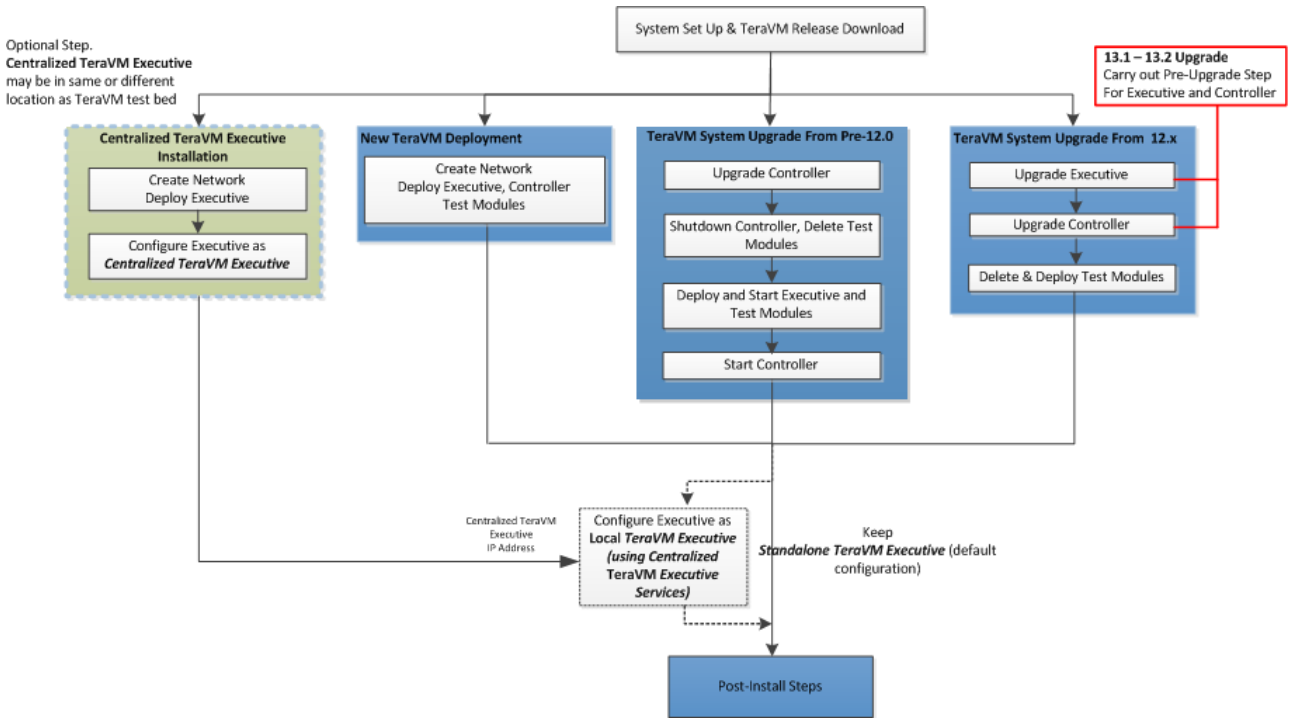 System Set Up & TeraVM Release Download
Optional Step.
Centralized TeraVM Executive
may be in same or different
location as TeraVM test bed
13.1 – 13.2 Upgrade
Carry out Pre-Upgrade Step
For Executive and Controller
Centralized TeraVM Executive
Installation
Create Network
Deploy Executive
Configure Executive as
Centralized TeraVM Executive
New TeraVM Deployment
Create Network
Deploy Executive, Controller
Test Modules
TeraVM System Upgrade From Pre-12.0
Upgrade Controller
Shutdown Controller, Delete Test
Modules
Deploy and Start Executive and
Test Modules
Start Controller
TeraVM System Upgrade From 12.x
Upgrade Executive
Upgrade Controller
Delete & Deploy Test Modules
Centralized TeraVM
Executive
IP Address
Configure Executive as
Local TeraVM Executive
(using Centralized
TeraVM Executive
Services)
Keep
Standalone TeraVM Executive (default
configuration)
Post-Install Steps